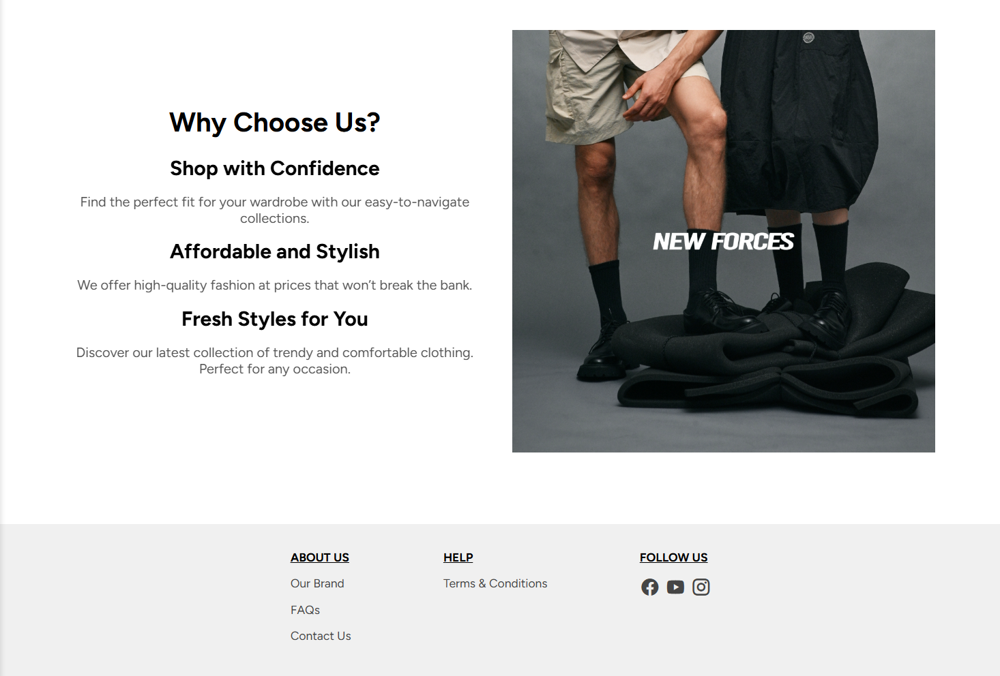 Why Choose Us?
Shop with Confidence
Find the perfect fit for your wardrobe with our easy-to-navigate
collections.
Affordable and Stylish
We offer high-quality fashion at prices that won’t break the bank.
Fresh Styles for You
Discover our latest collection of trendy and comfortable clothing.
Perfect for any occasion.
NEW FORCES
ABOUT US
Our Brand
FAQs
Contact Us
HELP
Terms & Conditions
FOLLOW US